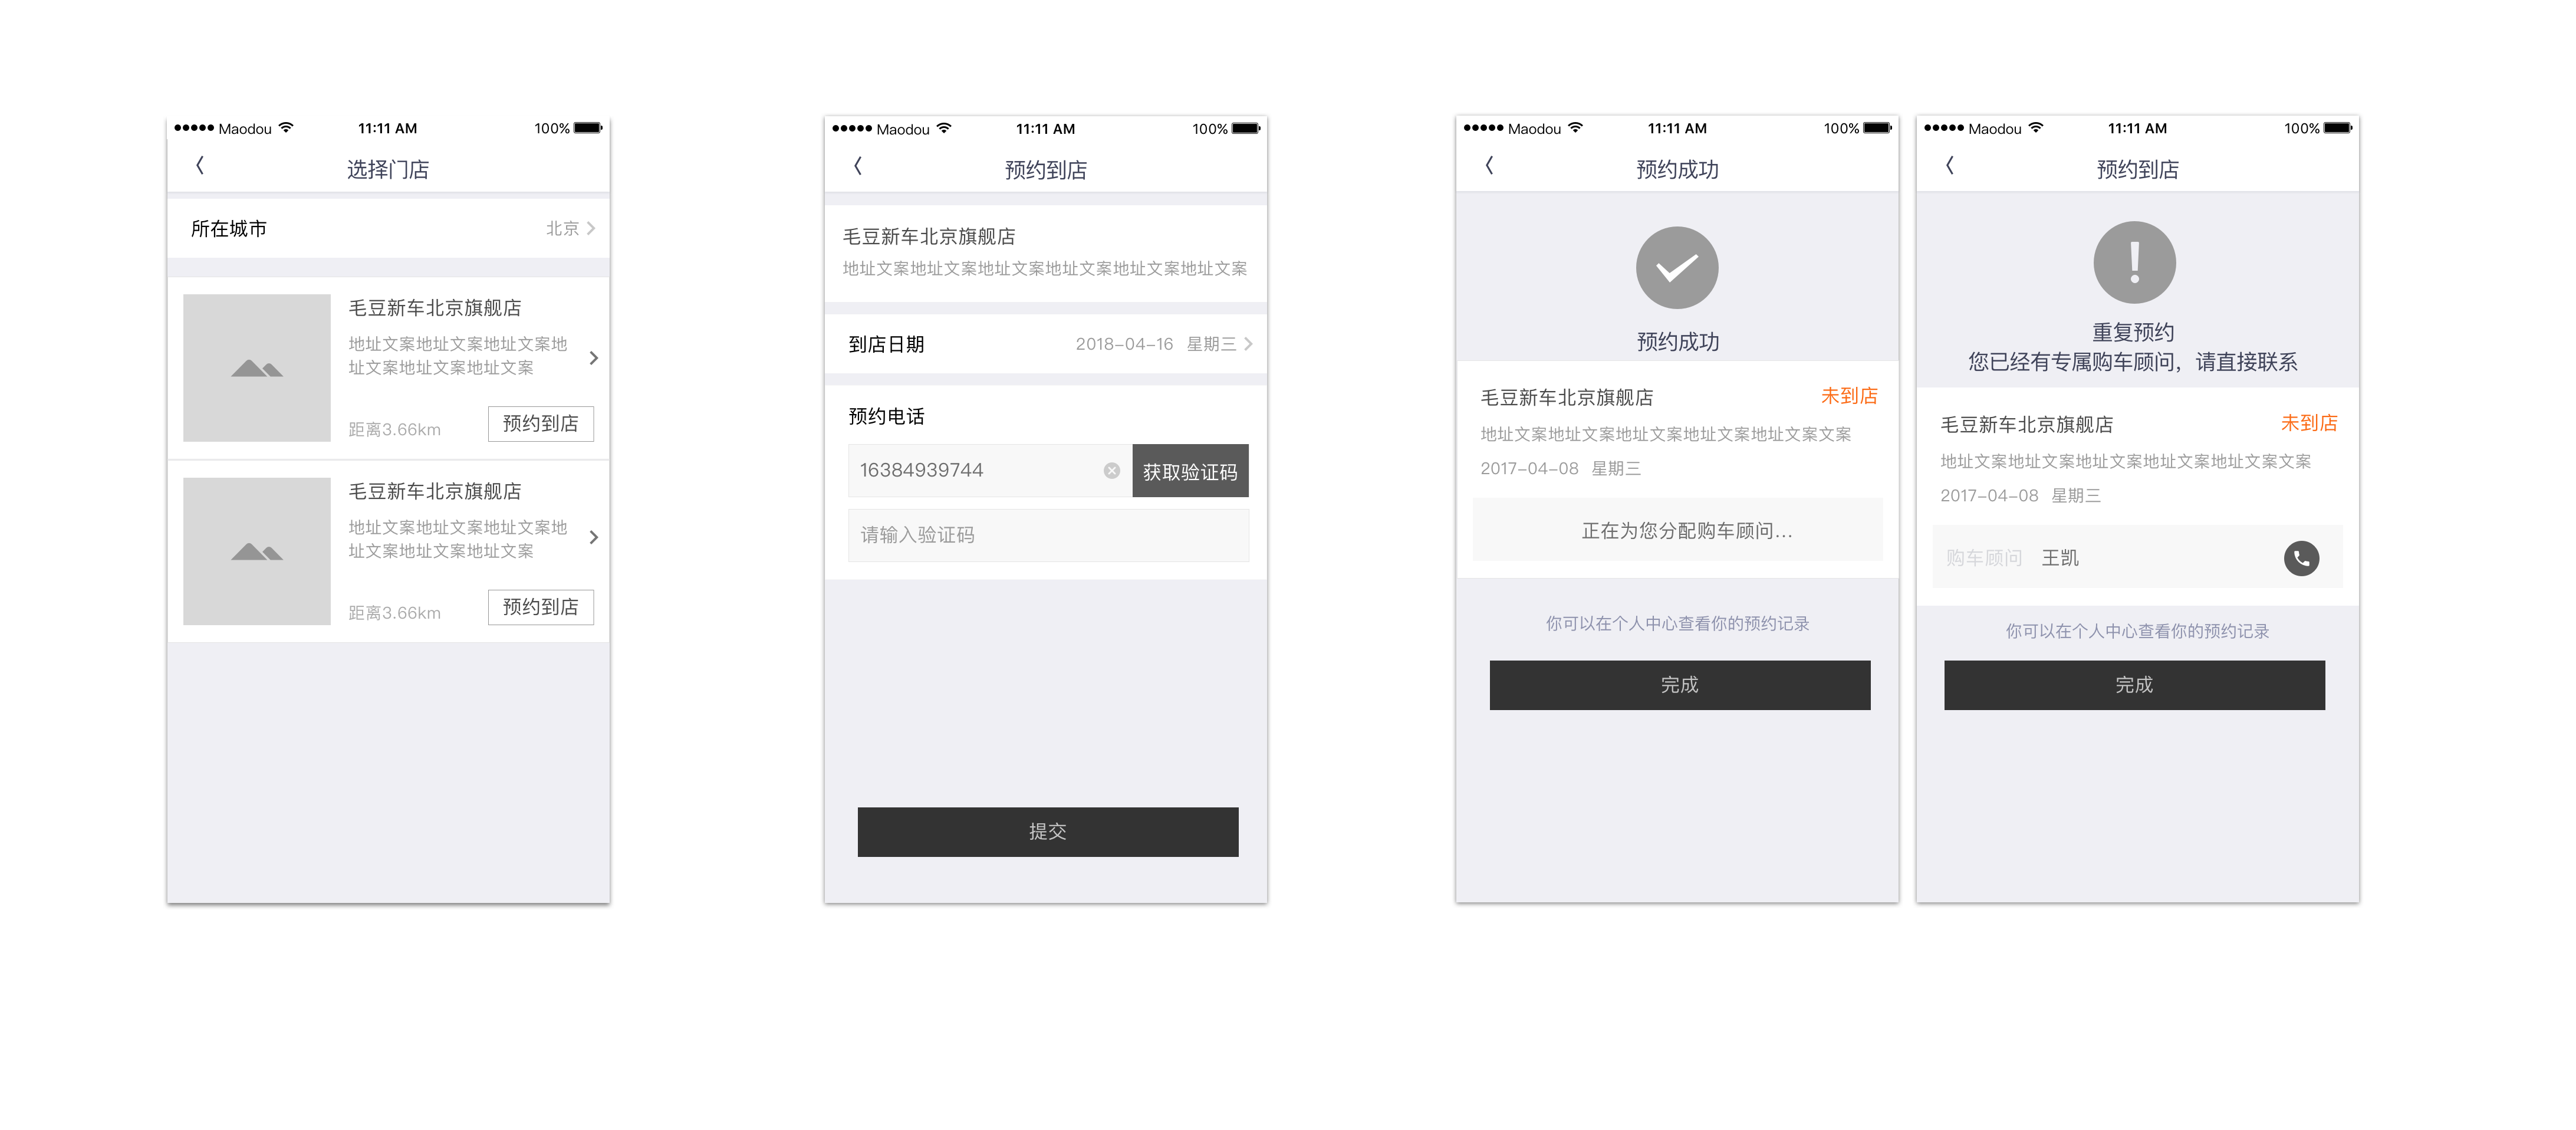 Maodou 11:11 AM 100%
选择门店
所在城市 北京
毛豆新车北京旗舰店
地址文案地址文案地址文案地
址文案地址文案地址文案
距离3.66km 预约到店
毛豆新车北京旗舰店
地址文案地址文案地址文案地
址文案地址文案地址文案
距离3.66km 预约到店
Maodou 11:11 AM 100%
预约到店
毛豆新车北京旗舰店
地址文案地址文案地址文案地址文案地址文案地址文案
到店日期 2018-04-16 星期三
预约电话
16384939744 获取验证码
请输入验证码
提交
Maodou 11:11 AM 100%
预约成功
预约成功
毛豆新车北京旗舰店 未到店
地址文案地址文案地址文案地址文案地址文案文案
2017-04-08 星期三
正在为您分配购车顾问...
你可以在个人中心查看你的预约记录
完成
Maodou 11:11 AM 100%
预约到店
重复预约
您已经有专属购车顾问，请直接联系
毛豆新车北京旗舰店 未到店
地址文案地址文案地址文案地址文案地址文案文案
2017-04-08 星期三
购车顾问 王凯
你可以在个人中心查看你的预约记录
完成